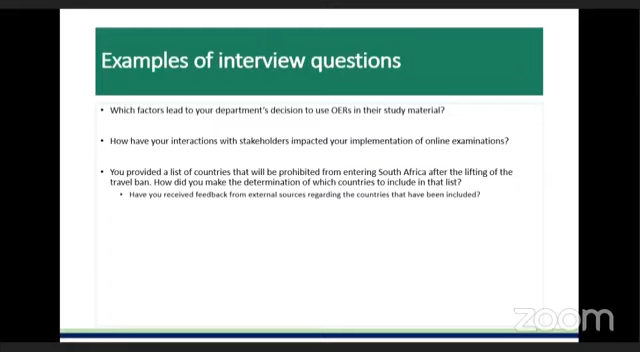 Examples of interview questions
• Which factors lead to your department's decision to use OERs in their study material?
• How have your interactions with stakeholders impacted your implementation of online examinations?
• You provided a list of countries that will be prohibited from entering South Africa after the lifting of the
travel ban. How did you make the determination of which countries to include in that list?
• Have you received feedback from external sources regarding the countries that have been included?
zoom